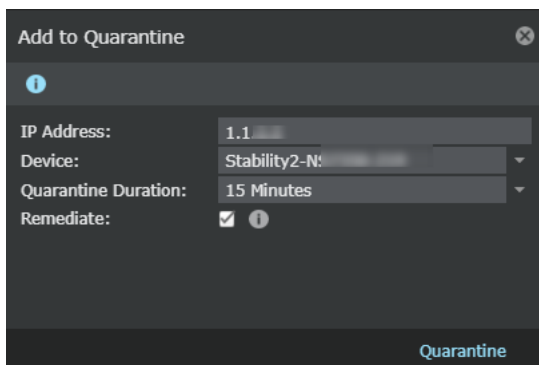 Add to Quarantine
IP Address: 1.1
Device: Stability2-N
Quarantine Duration: 15 Minutes
Remediate:
Quarantine